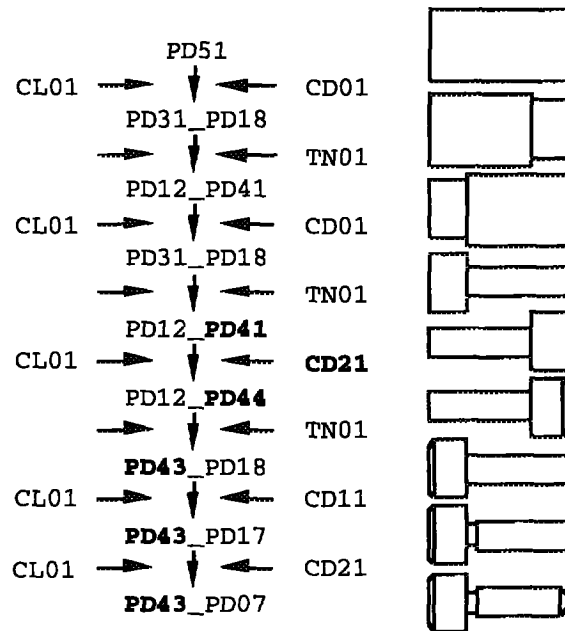 PD51
CL01 CD01
PD31_PD18
TN01
PD12_PD41
CL01 CD01
PD31_PD18
TN01
PD12_PD41
CL01 CD21
PD12_PD44
TN01
PD43_PD18
CL01 CD11
PD43_PD17
CL01 CD21
PD43_PD07